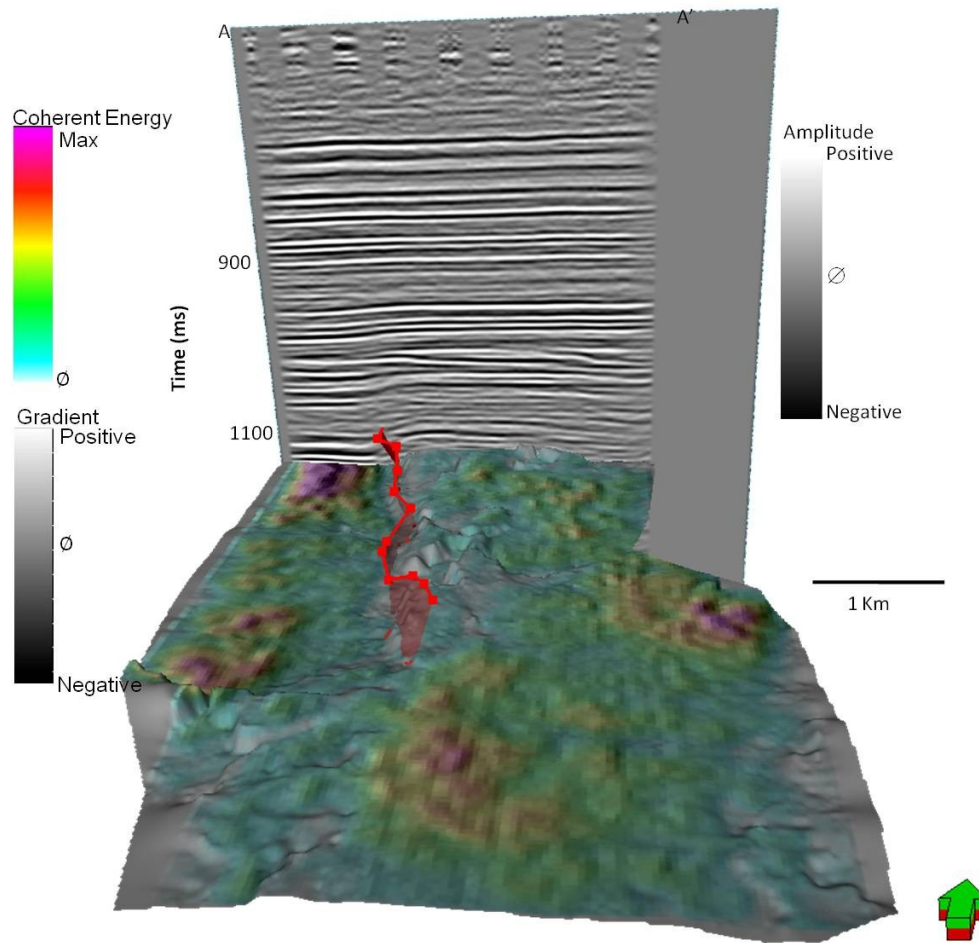 A
A'
Coherent Energy
Max
∅
Gradient
Positive
∅
Negative
900
Time (ms)
1100
Amplitude
Positive
∅
Negative
1 Km